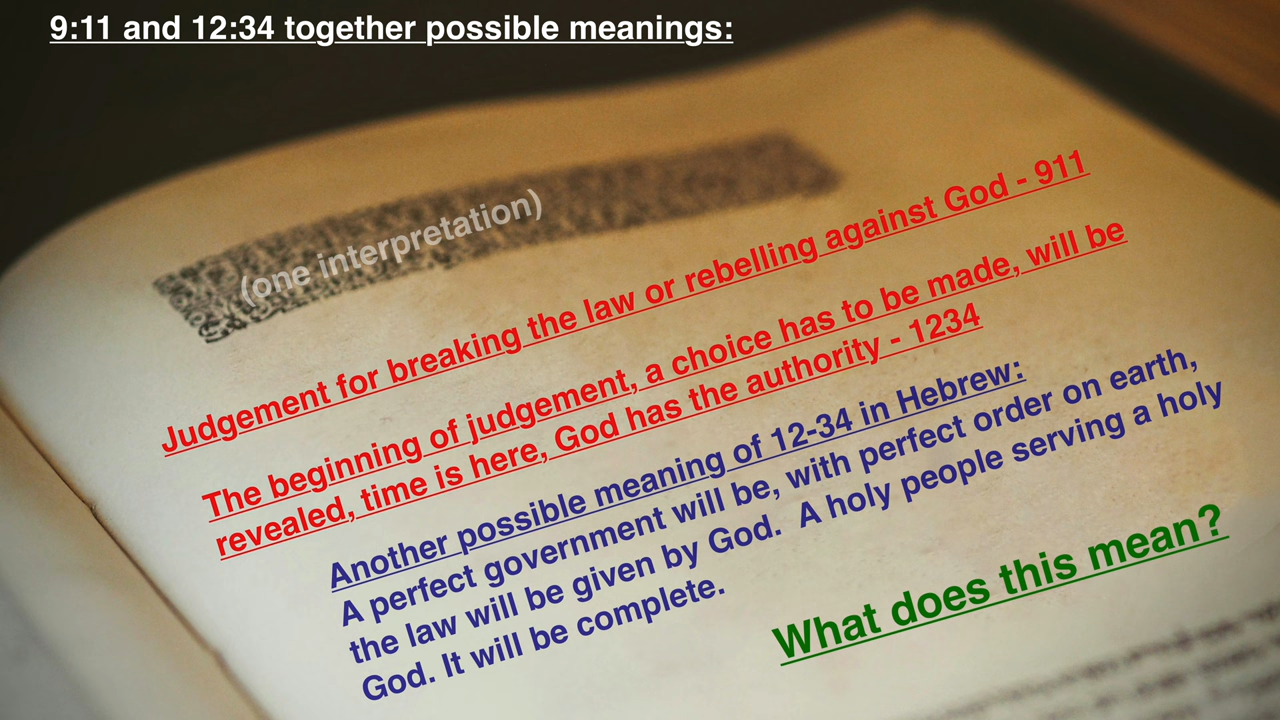 9:11 and 12:34 together possible meanings:
(one interpretation)
Judgement for breaking the law or rebelling against God - 911
The beginning of judgement, a choice has to be made, will be
revealed, time is here, God has the authority - 1234
Another possible meaning of 12-34 in Hebrew:
A perfect government will be, with perfect order on earth,
the law will be given by God.  A holy people serving a holy
God. It will be complete.
What does this mean?